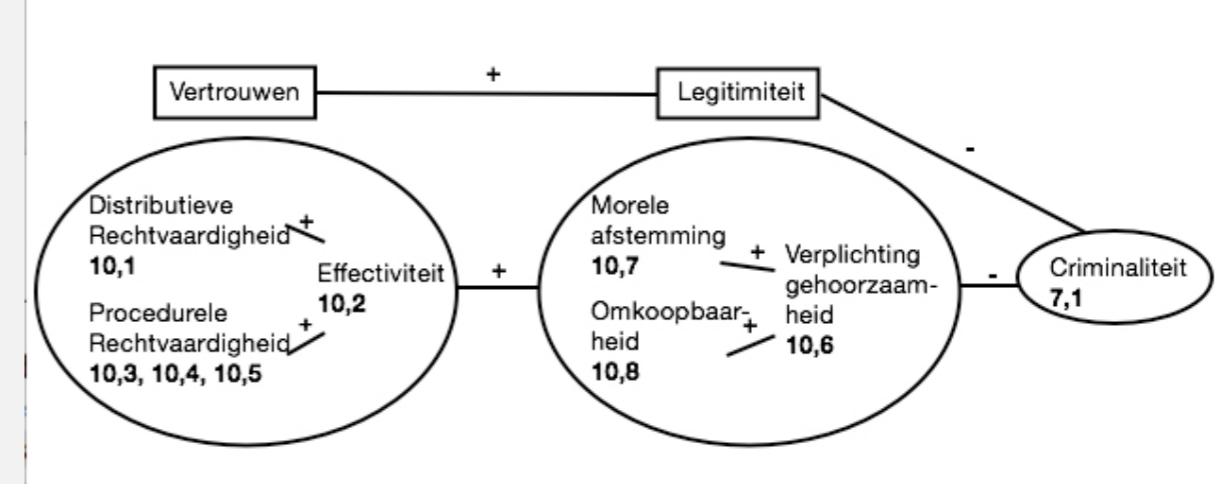 +
Vertrouwen
Legitimiteit
-
Distributieve
Rechtvaardigheid
+
10,1
Effectiviteit
10,2
Procedurele
Rechtvaardigheid
+
10,3, 10,4, 10,5
+
Morele
afstemming
10,7
+
Verplichting
gehoorzaam-
heid
10,6
Omkoopbaar-
heid
+
10,8
-
Criminaliteit
7,1